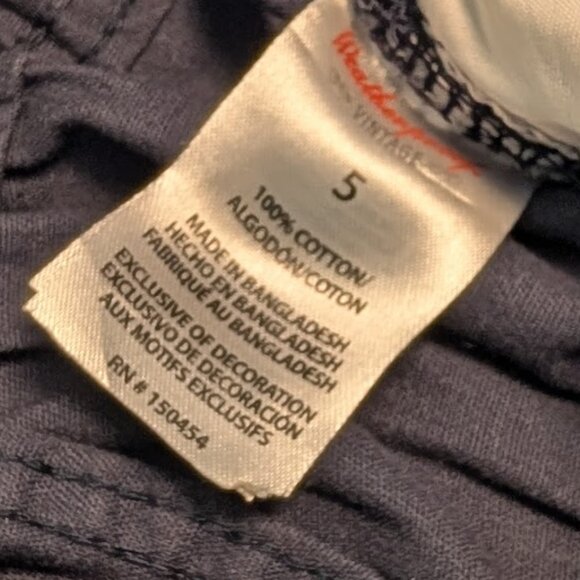 Weatherproof
VINTAGE
5
100% COTTON/
ALGODÓN/COTON
MADE IN BANGLADESH
HECHO EN BANGLADESH
FABRIQUÉ AU BANGLADESH
EXCLUSIVE OF DECORATION
EXCLUSIVO DE DECORACIÓN
AUX MOTIFS EXCLUSIFS
RN # 150454